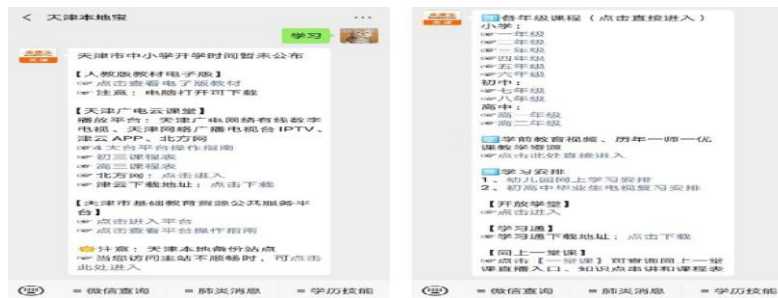 天津本地宝
学习
天津市中小学开学时间暂未公布
【人教版教材电子版】
☞点击查看电子版教材
☞注意：电脑打开可下载
【天津广电云课堂】
播放平台：天津广电网络有线数字
电视、天津网络广播电视台 IPTV、
津云 APP、北方网
☞4 大台平台操作指南
☞初三课程表
☞高三课程表
☞北方网：点击进入
☞津云下载地址：点击下载
【天津市基础教育资源公共服务平
台】
☞点击进入平台
☞点击查看平台操作指南
注意：天津本地备份站点
☞当您访问主站不顺畅时，可点击
此处进入
微信查询
肺炎消息
学历技能
各年级课程（点击直接进入）
小学：
☞一年级
☞二年级
☞三年级
☞四年级
☞五年级
☞六年级
初中：
☞七年级
☞八年级
高中：
☞高一年级
☞高二年级
学前教育视频、历年一师一优
课教学资源
☞点击此处直接进入
学习安排
1、幼儿园网上学习安排
2、初高中毕业生电视复习安排
【开放学堂】
☞点击进入
【学习通】
☞学习通下载地址：点击下载
【同上一堂课】
☞点击【一堂课】可查询同上一堂
课直播入口、知识点串讲和课程表
微信查询
肺炎消息
学历技能